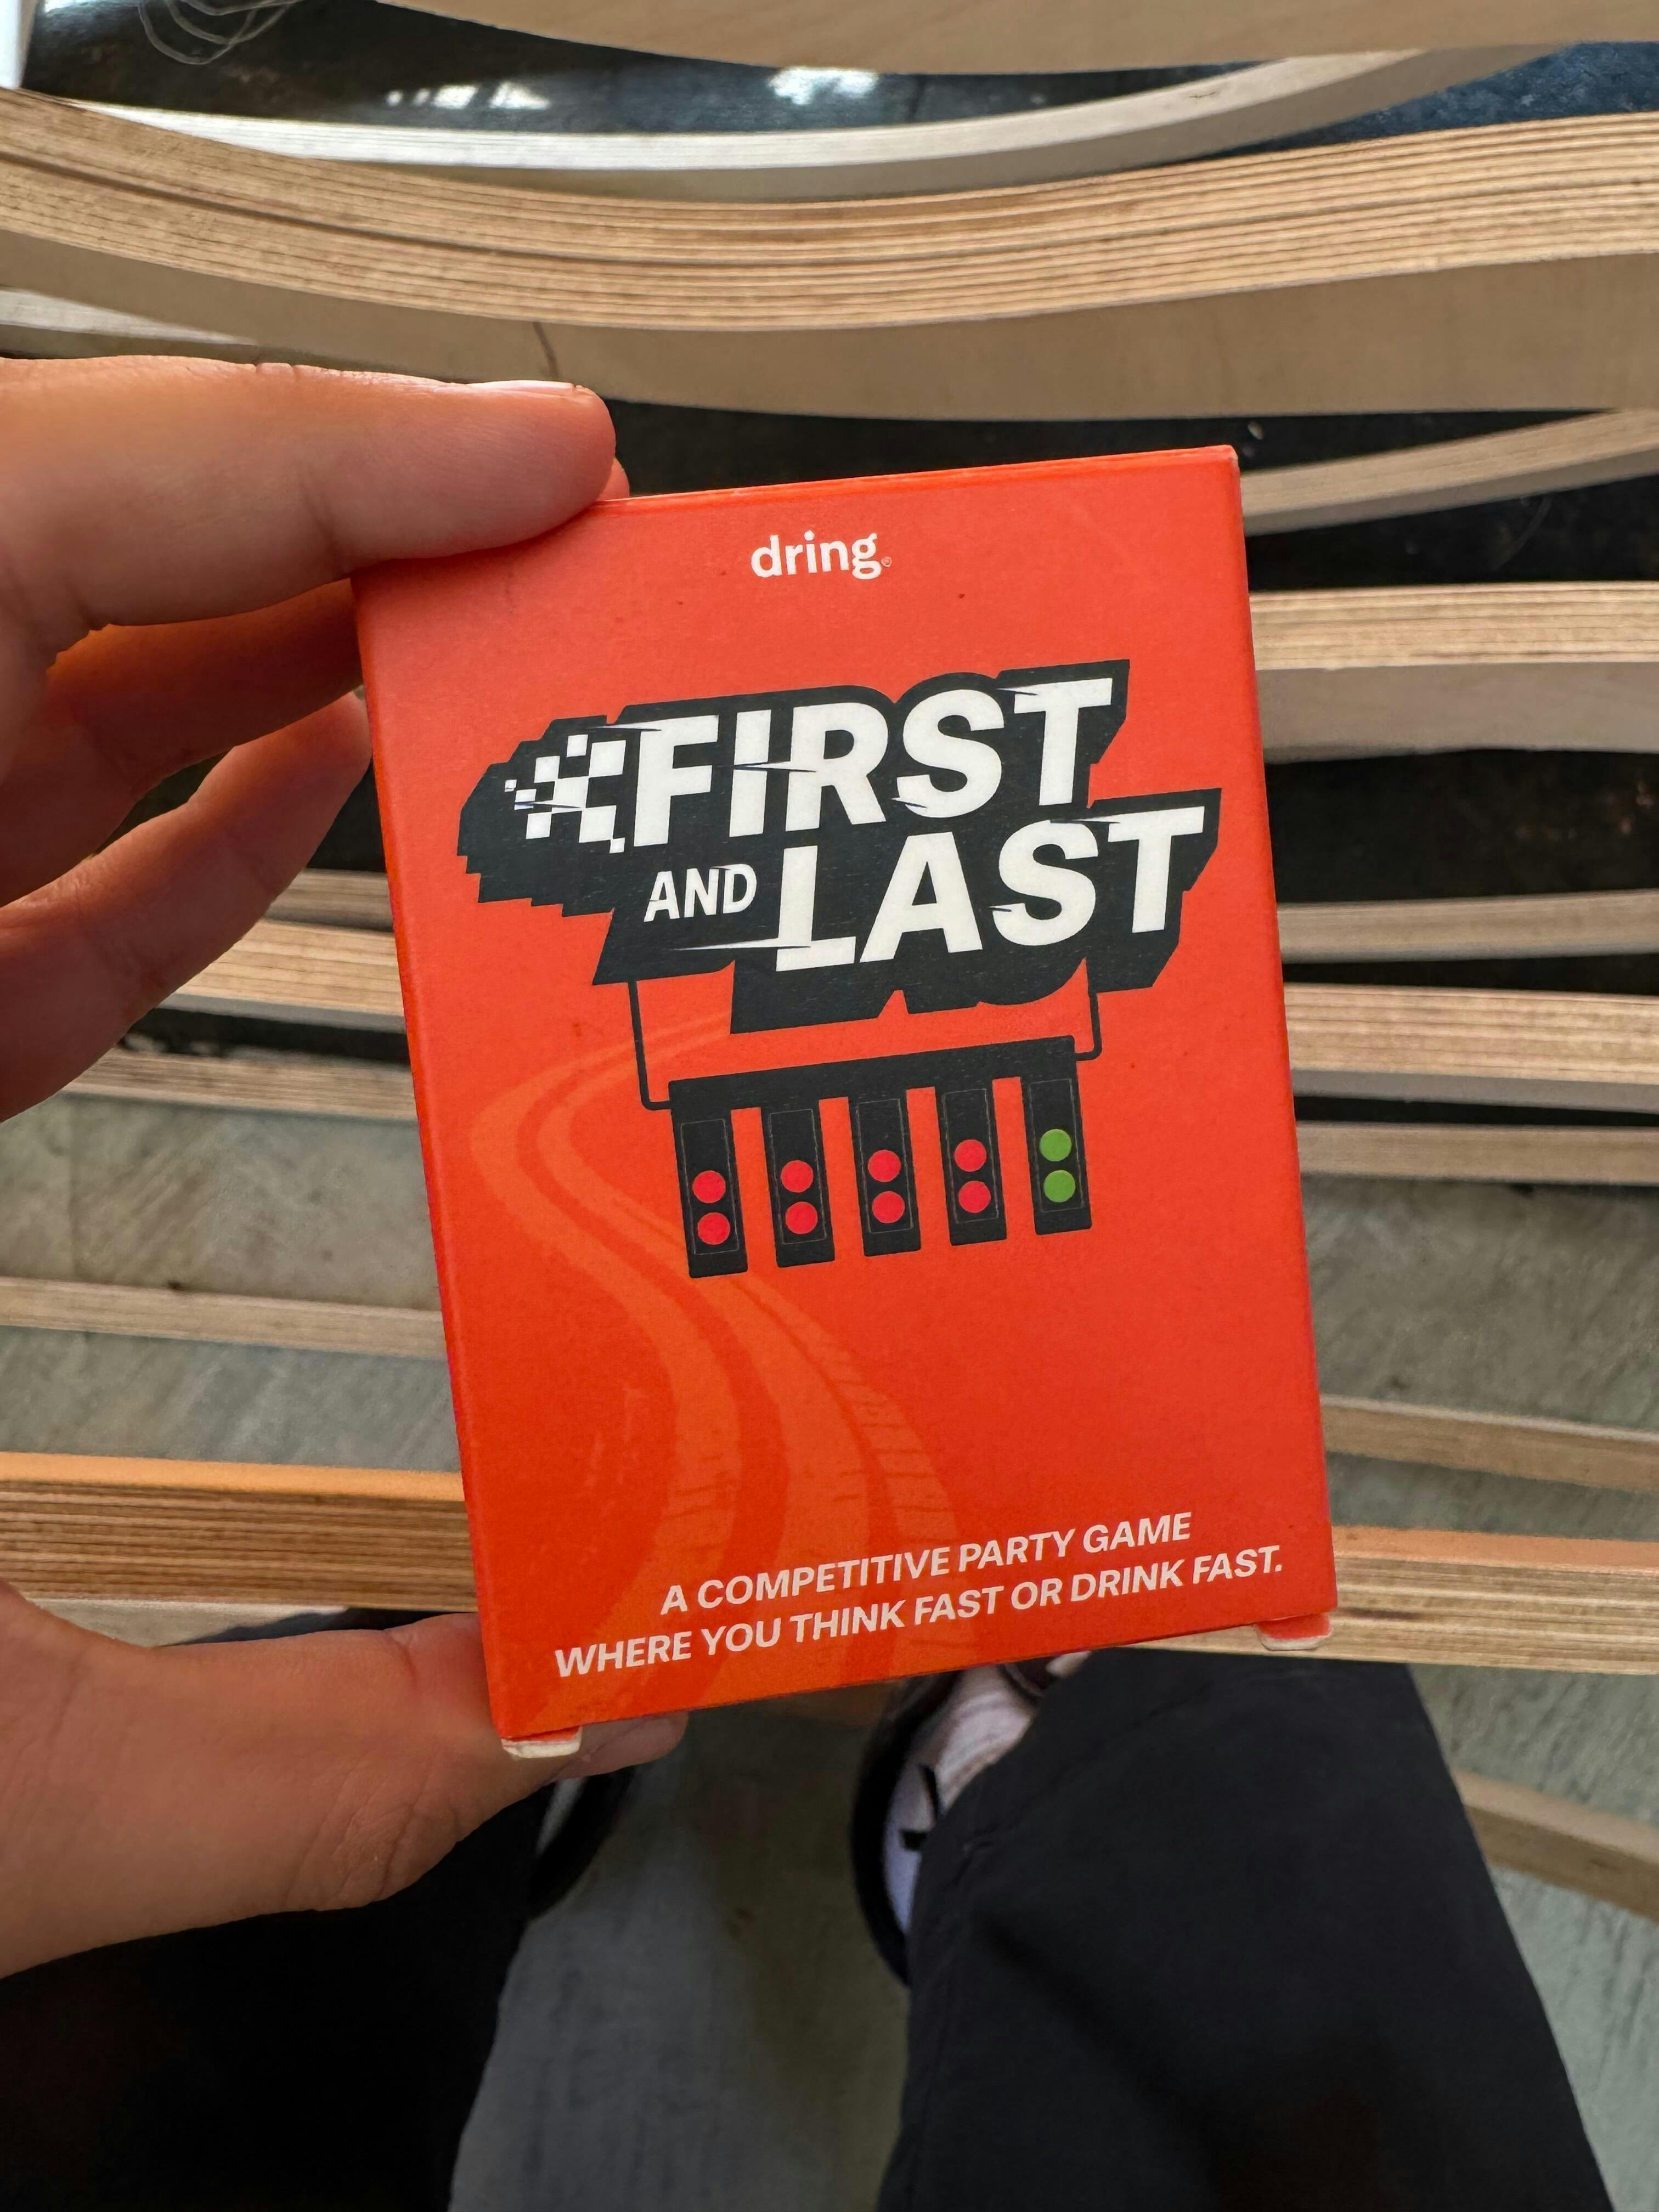 dring®
FIRST
AND LAST
A COMPETITIVE PARTY GAME
WHERE YOU THINK FAST OR DRINK FAST.